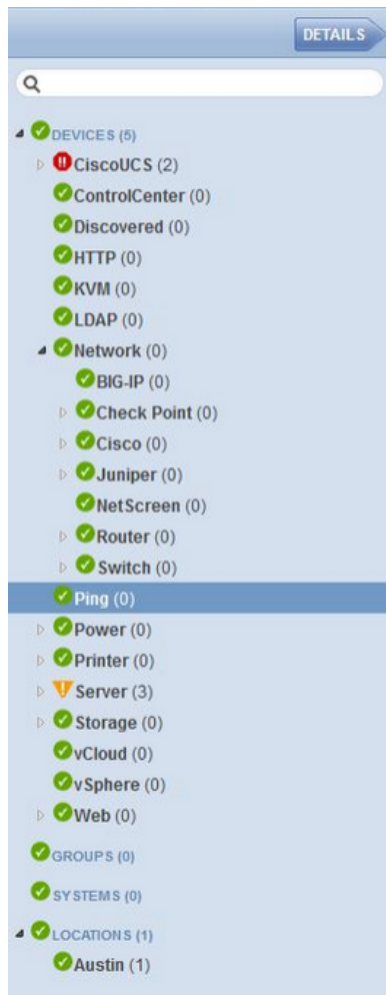 DETAILS
DEVICES (5)
CiscoUCS (2)
ControlCenter (0)
Discovered (0)
HTTP (0)
KVM (0)
LDAP (0)
Network (0)
BIG-IP (0)
Check Point (0)
Cisco (0)
Juniper (0)
NetScreen (0)
Router (0)
Switch (0)
Ping (0)
Power (0)
Printer (0)
Server (3)
Storage (0)
vCloud (0)
vSphere (0)
Web (0)
GROUPS (0)
SYSTEMS (0)
LOCATIONS (1)
Austin (1)